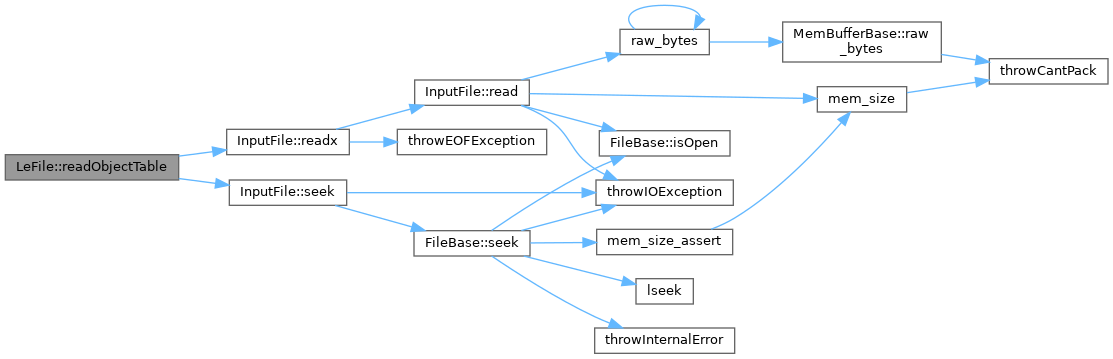 LeFile::readObjectTable
InputFile::readx
InputFile::seek
InputFile::read
throwEOFException
FileBase::seek
raw_bytes
FileBase::isOpen
throwIOException
mem_size_assert
lseek
throwInternalError
MemBufferBase::raw
_bytes
mem_size
throwCantPack